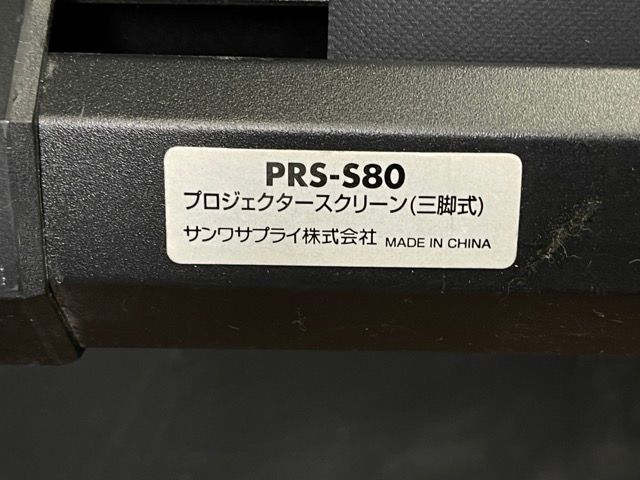 PRS-S80
プロジェクタースクリーン(三脚式)
サンワサプライ株式会社 MADE IN CHINA